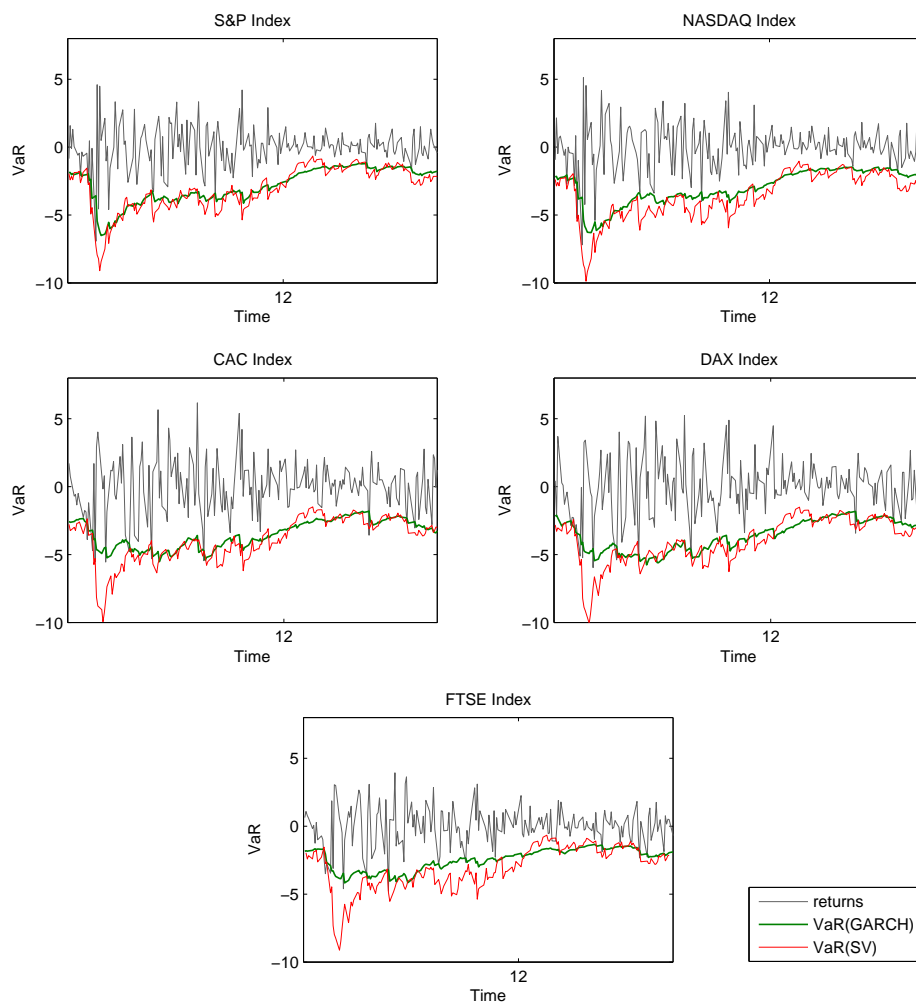 S&P Index
VaR
5
0
−5
−10
12
Time
NASDAQ Index
VaR
5
0
−5
−10
12
Time
CAC Index
VaR
5
0
−5
−10
12
Time
DAX Index
VaR
5
0
−5
−10
12
Time
FTSE Index
VaR
5
0
−5
−10
12
Time
returns
VaR(GARCH)
VaR(SV)